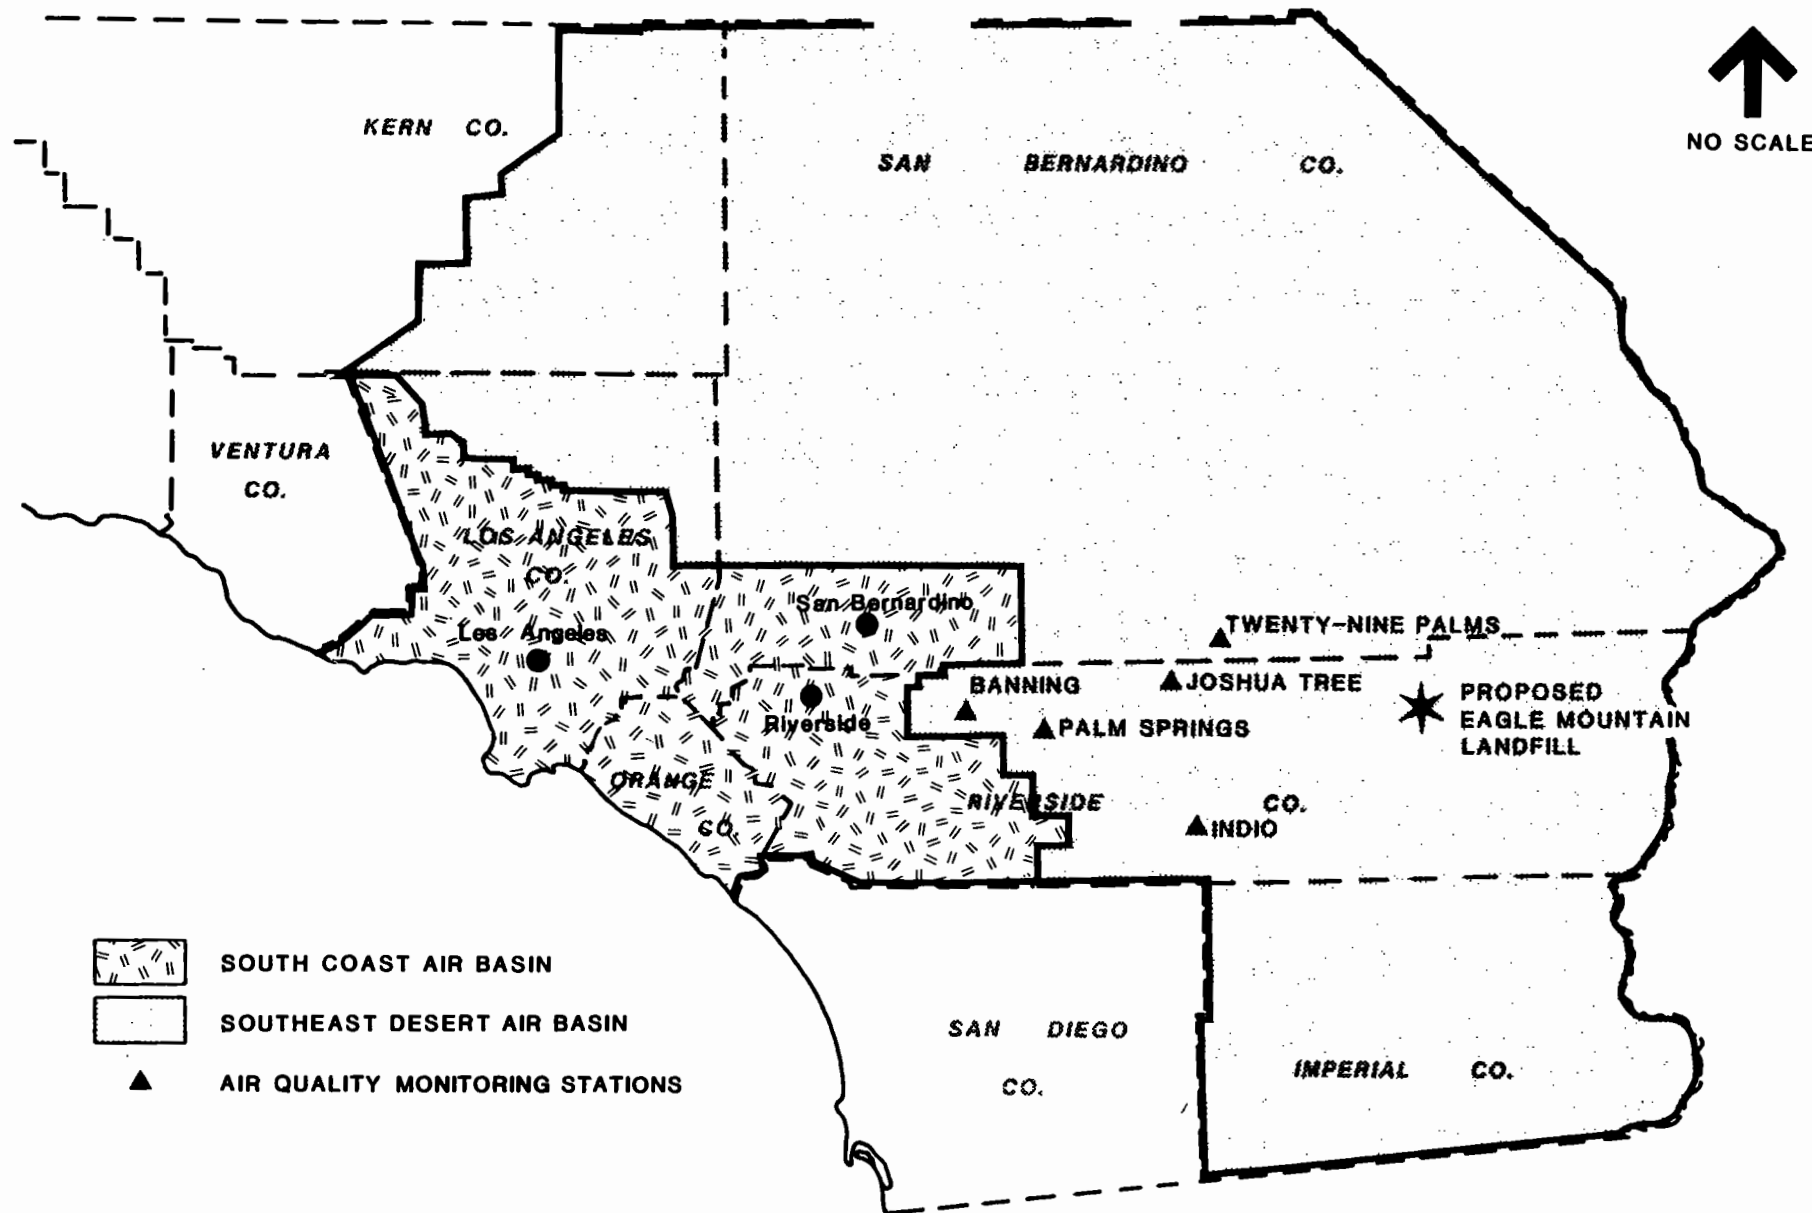 KERN CO.
SAN BERNARDINO CO.
NO SCALE
VENTURA
CO.
LOS ANGELES
CO.
San Bernardino
Los Angeles
TWENTY-NINE PALMS
BANNING
JOSHUA TREE
PROPOSED
EAGLE MOUNTAIN
LANDFILL
Riverside
PALM SPRINGS
ORANGE
CO.
RIVERSIDE CO.
INDIO
SOUTH COAST AIR BASIN
SOUTHEAST DESERT AIR BASIN
AIR QUALITY MONITORING STATIONS
SAN DIEGO
CO.
IMPERIAL CO.